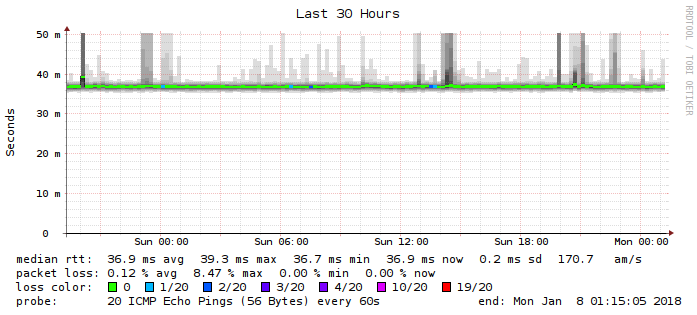 Last 30 Hours
RRDTOOL / TOBI OETIKER
Seconds
50 m
40 m
30 m
20 m
10 m
0
Sun 00:00 Sun 06:00 Sun 12:00 Sun 18:00 Mon 00:00
median rtt: 36.9 ms avg 39.3 ms max 36.7 ms min 36.9 ms now 0.2 ms sd 170.7 am/s
packet loss: 0.12 % avg 8.47 % max 0.00 % min 0.00 % now
loss color: 0 1/20 2/20 3/20 4/20 10/20 19/20
probe: 20 ICMP Echo Pings (56 Bytes) every 60s end: Mon Jan 8 01:15:05 2018